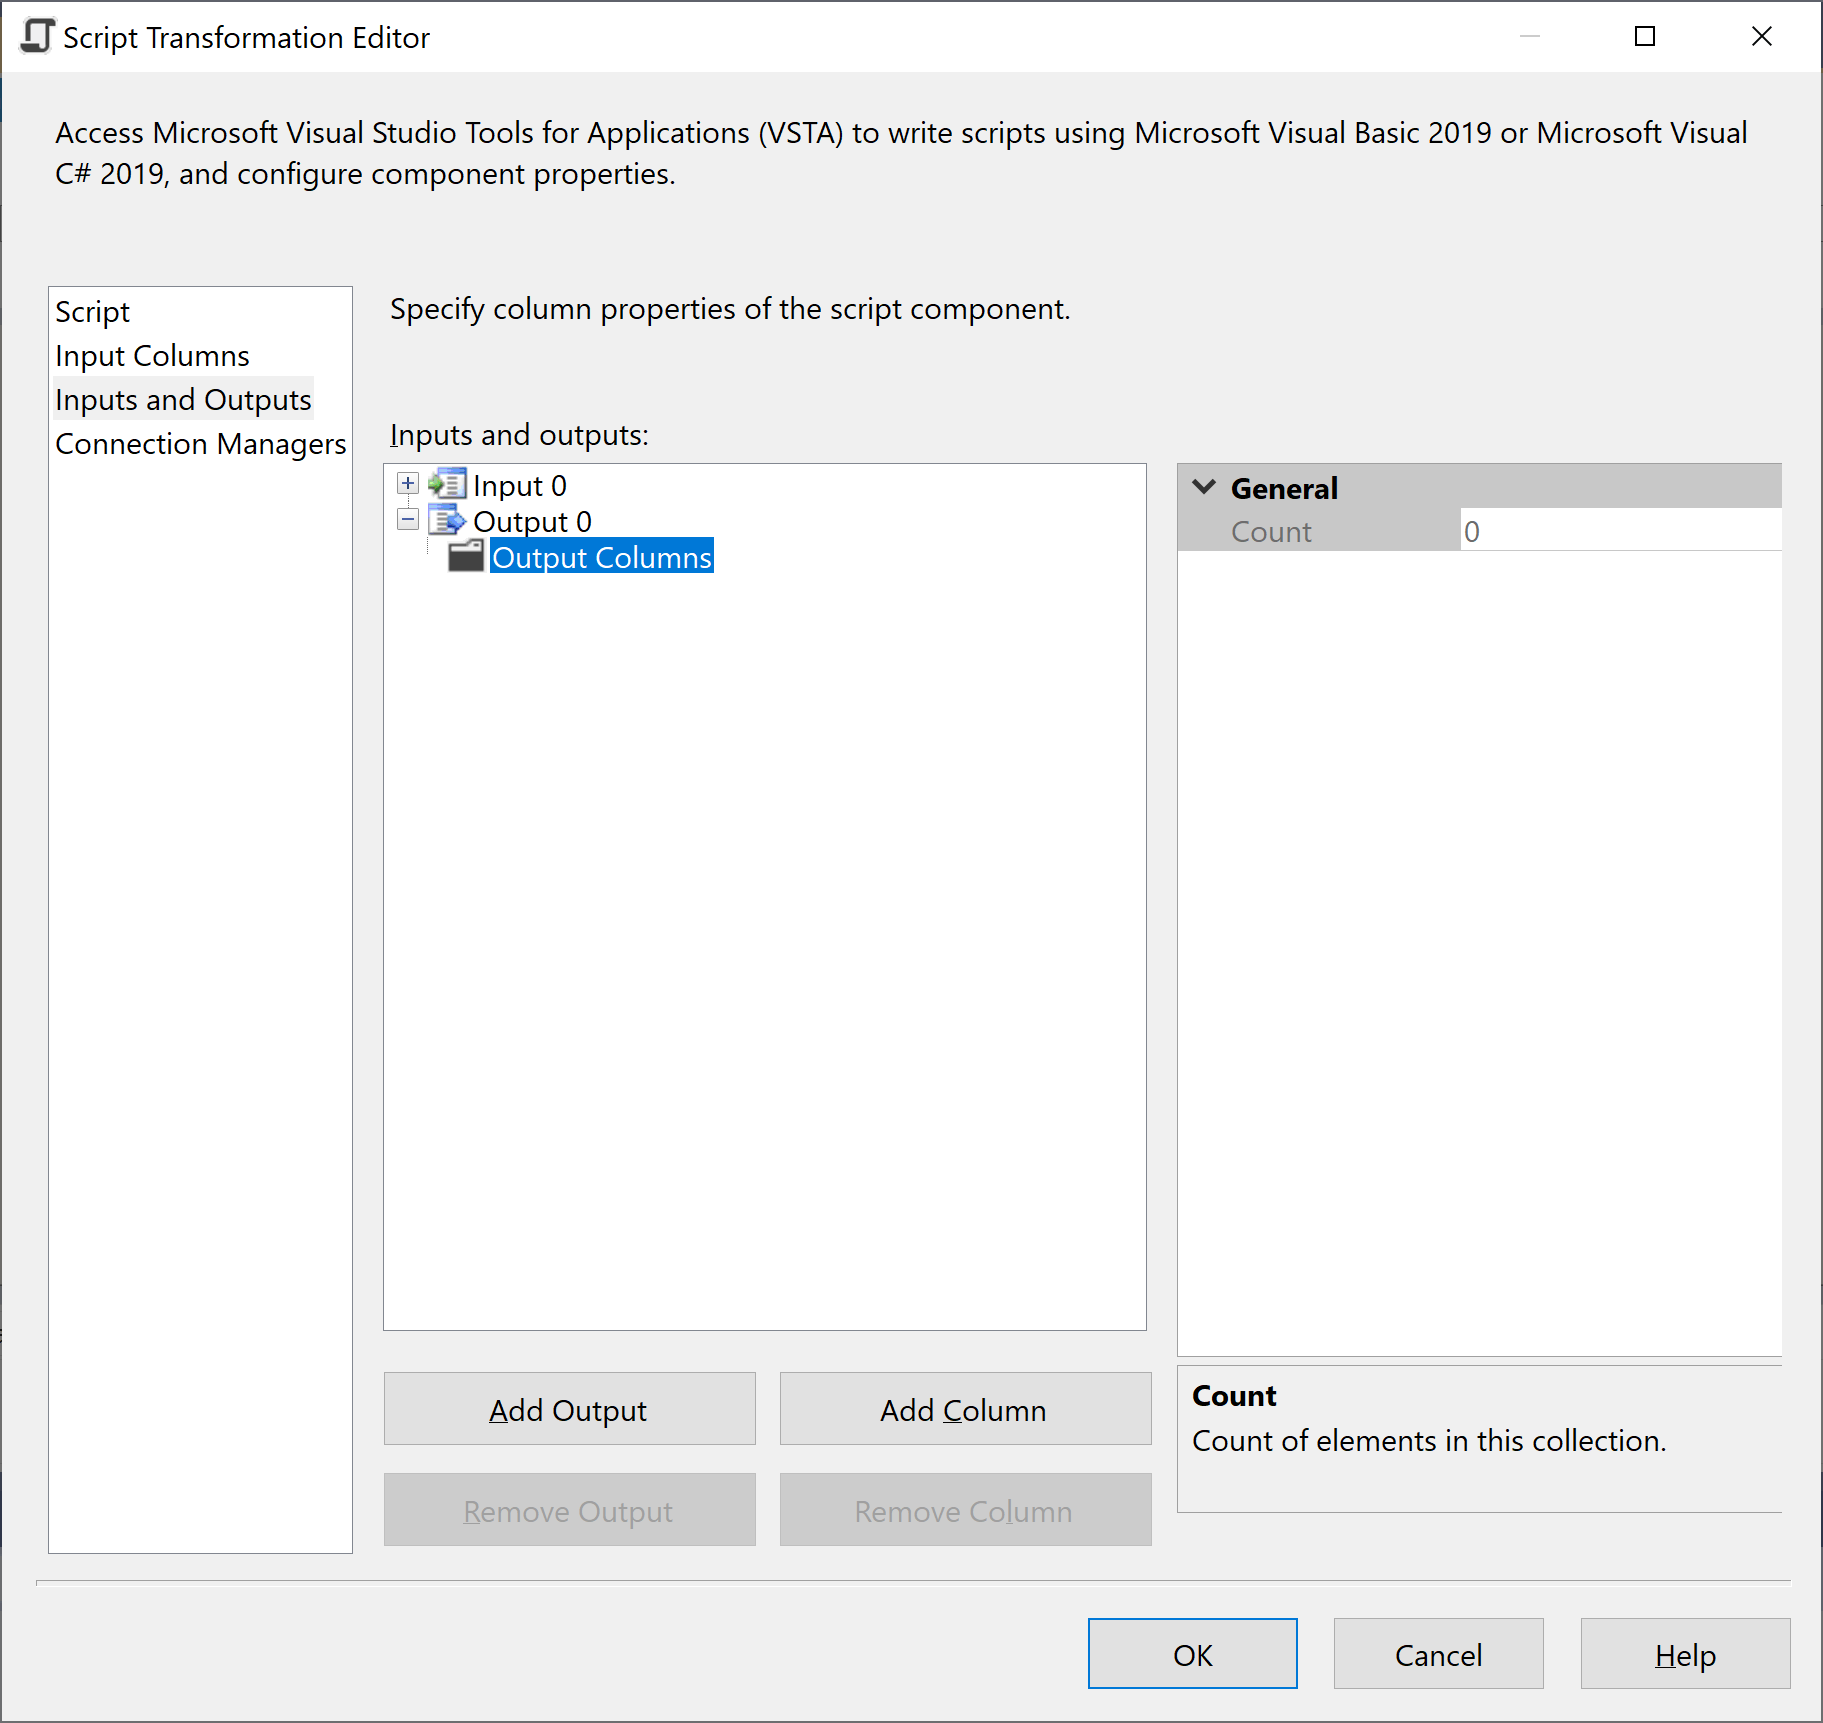 Script Transformation Editor
Access Microsoft Visual Studio Tools for Applications (VSTA) to write scripts using Microsoft Visual Basic 2019 or Microsoft Visual
C# 2019, and configure component properties.
Script
Input Columns
Inputs and Outputs
Connection Managers
Specify column properties of the script component.
Inputs and outputs:
Input 0
Output 0
Output Columns
General
Count 0
Add Output
Add Column
Remove Output
Remove Column
Count
Count of elements in this collection.
OK
Cancel
Help